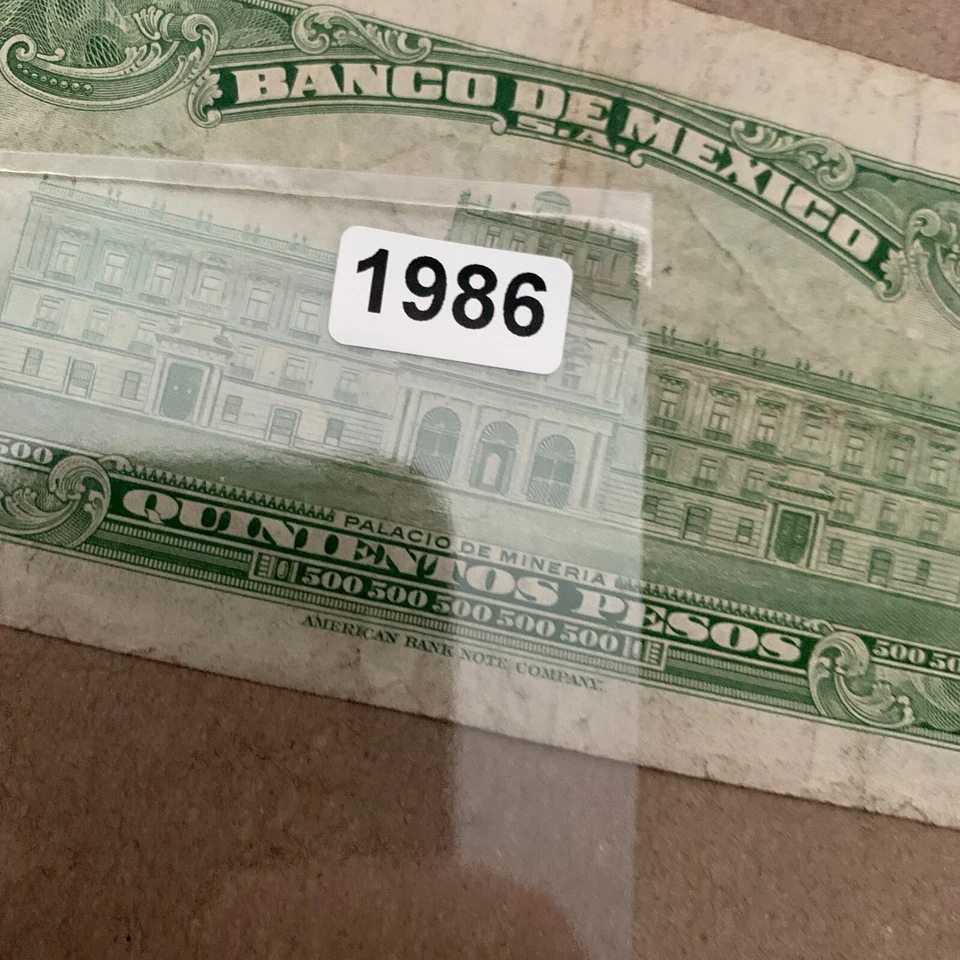 BANCO DE MEXICO
S.A.
1986
500
PALACIO DE MINERIA
QUINIENTOS PESOS
500 500 500 500 500
500 50
AMERICAN BANK NOTE COMPANY.